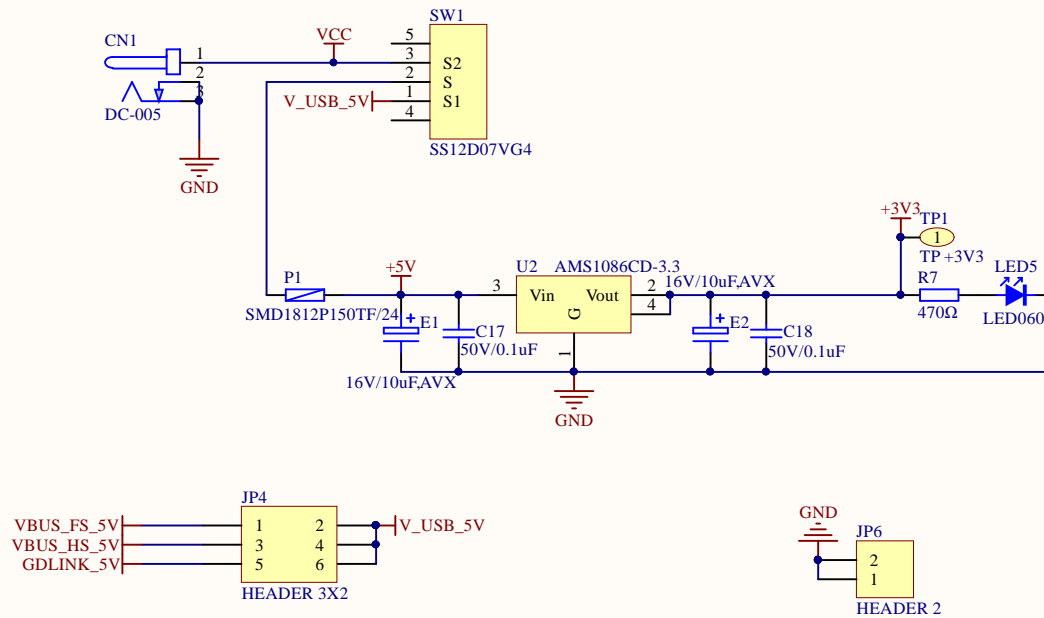 SW1
CN1
VCC
1
5
3
S2
2
2
S
3
V_USB_5V
1
S1
4
DC-005
SS12D07VG4
GND
+3V3
TP1
1
TP +3V3
P1
+5V
U2
AMS1086CD-3.3
SMD1812P150TF/24
3
Vin
Vout
2
4
G
1
16V/10uF,AVX
R7
LED5
470Ω
LED060
E1
C17
50V/0.1uF
E2
C18
50V/0.1uF
16V/10uF,AVX
GND
JP4
VBUS_FS_5V
1
2
V_USB_5V
VBUS_HS_5V
3
4
GDLINK_5V
5
6
HEADER 3X2
GND
JP6
2
1
HEADER 2